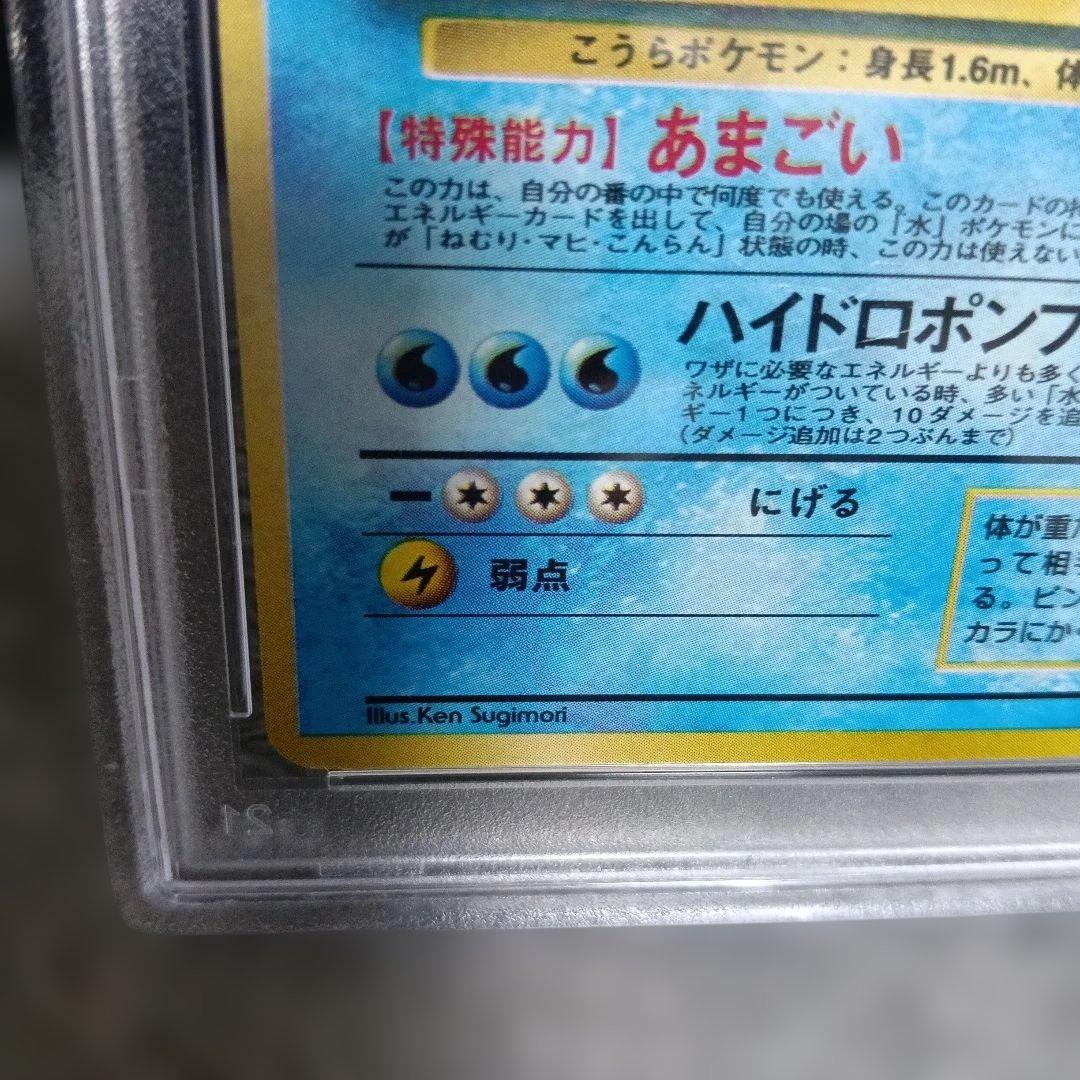 こうらポケモン：身長1.6m、体
【特殊能力】あまごい
この力は、自分の番の中で何度でも使える。このカードの
エネルギーカードを出して、自分の場の「水」ポケモンに
が「ねむり・マヒ・こんらん」状態の時、この力は使えない
ハイドロポンプ
ワザに必要なエネルギーよりも多く
ネルギーがついている時、多い「水
ギー1つにつき、10ダメージを追
（ダメージ追加は2つぶんまで）
ー にげる
弱点
体が重
って相
る。ピン
カラにか
Illus.Ken Sugimori
21